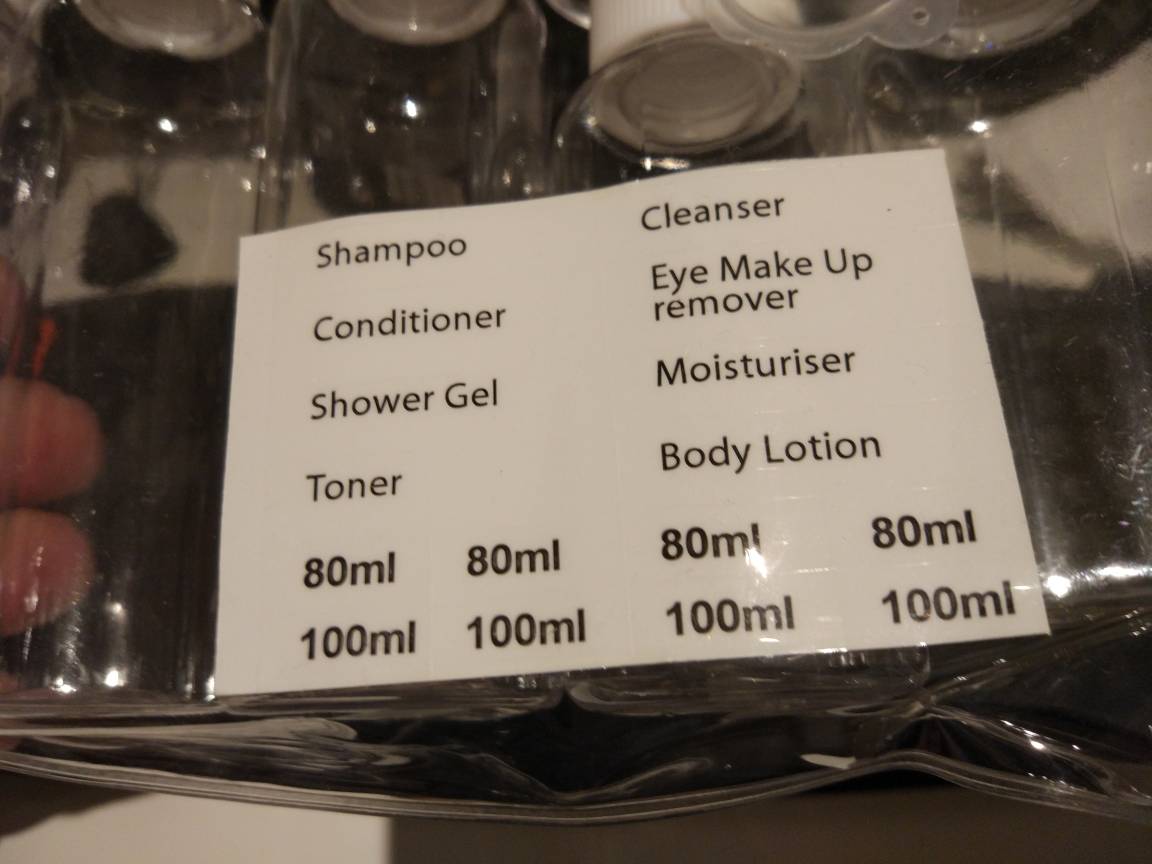 Shampoo
Conditioner
Shower Gel
Toner
Cleanser
Eye Make Up
remover
Moisturiser
Body Lotion
80ml 80ml 80ml 80ml
100ml 100ml 100ml 100ml